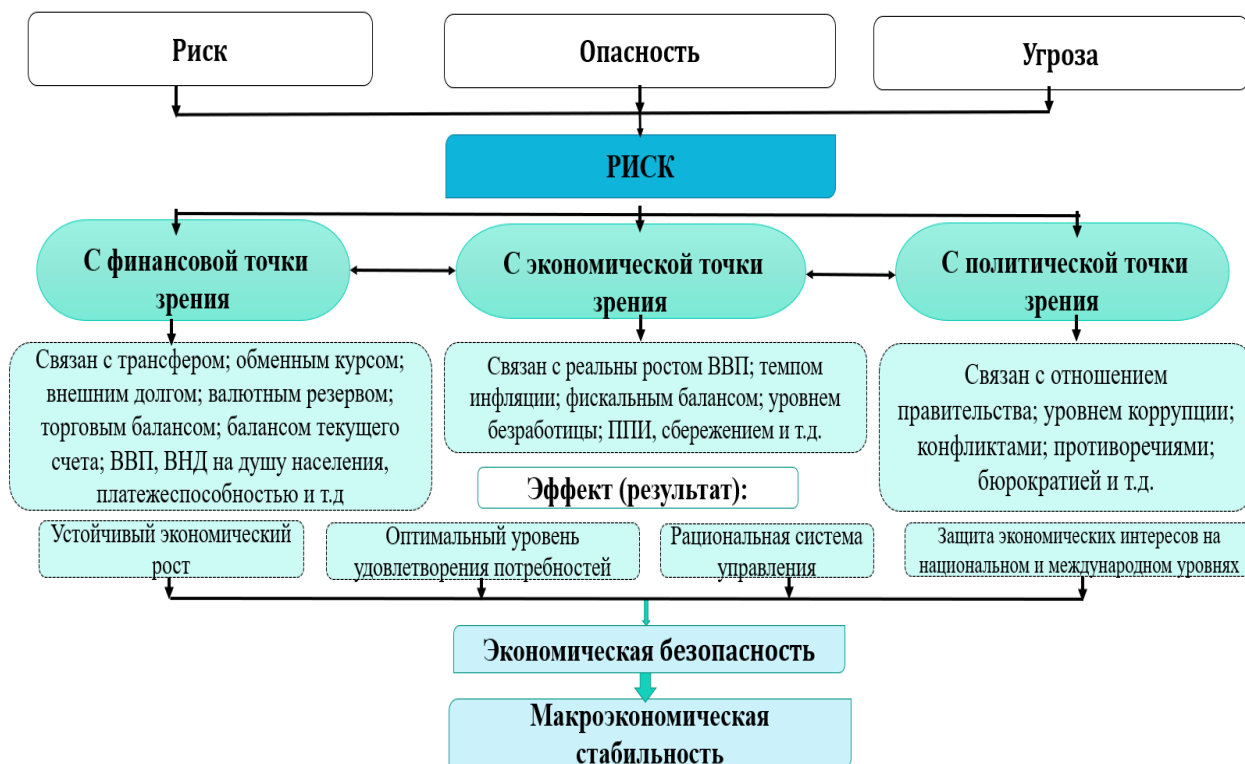 Риск
Опасность
Угроза
РИСК
С финансовой точки
зрения
С экономической точки
зрения
С политической точки
зрения
Связан с трансфером; обменным курсом;
внешним долгом; валютным резервом;
торговым балансом; балансом текущего
счета; ВВП, ВНД на душу населения,
платежеспособностью и т.д
Связан с реальны ростом ВВП; темпом
инфляции; фискальным балансом; уровнем
безработицы; ППИ, сбережением и т.д.
Связан с отношением
правительства; уровнем коррупции;
конфликтами; противоречиями;
бюрократией и т.д.
Эффект (результат):
Устойчивый экономический
рост
Оптимальный уровень
удовлетворения потребностей
Рациональная система
управления
Защита экономических интересов на
национальном и международном уровнях
Экономическая безопасность
Макроэкономическая
стабильность